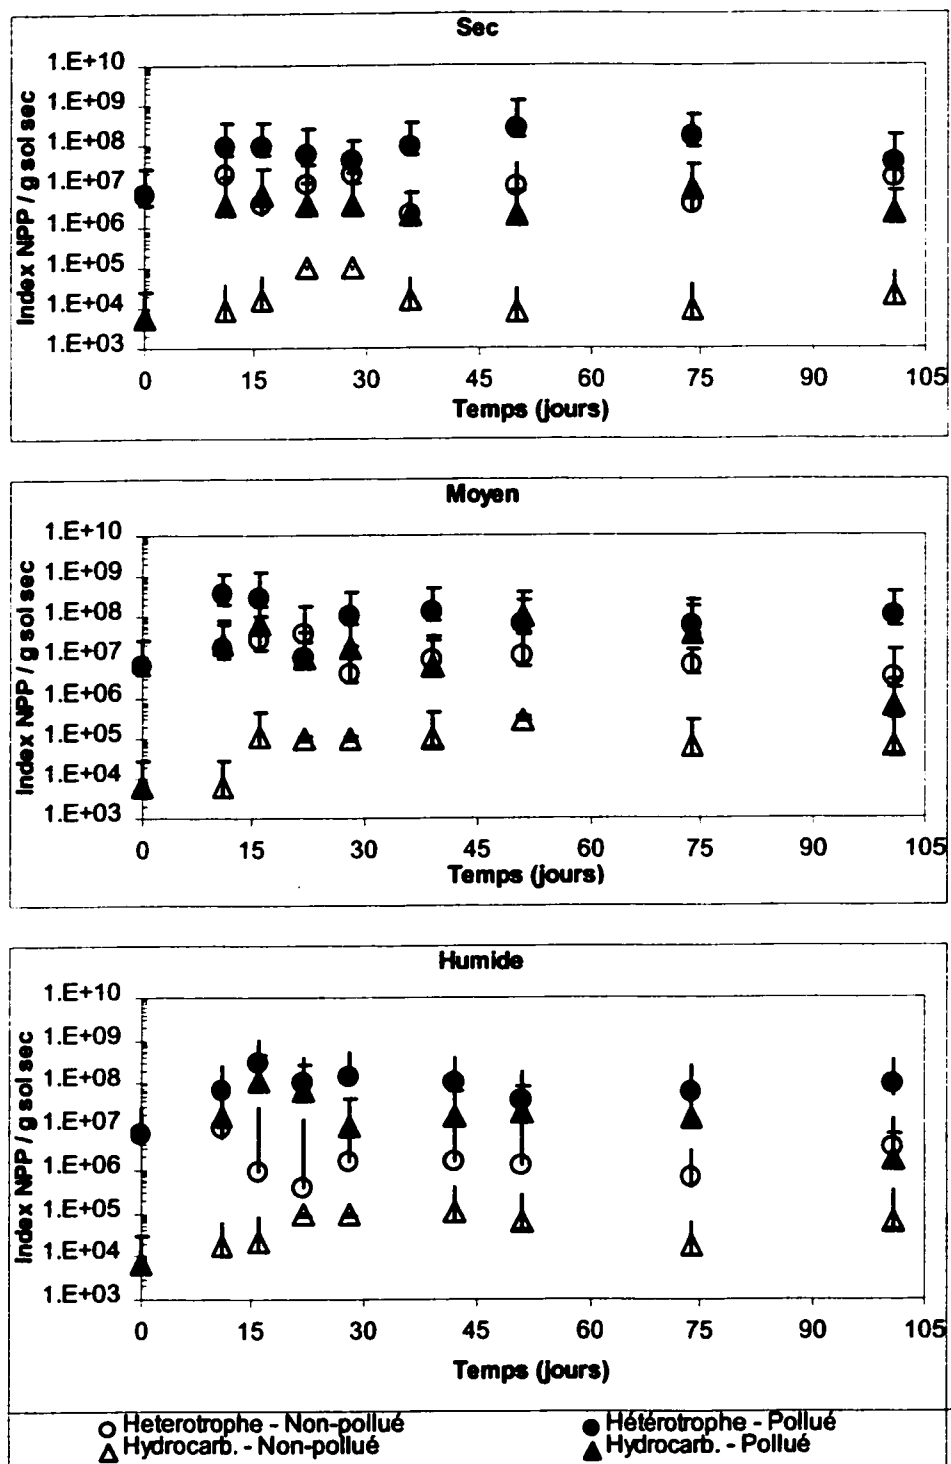 Sec
Index NPP / g sol sec
1.E+10
1.E+09
1.E+08
1.E+07
1.E+06
1.E+05
1.E+04
1.E+03
0 15 30 45 60 75 90 105
Temps (jours)
Moyen
Index NPP / g sol sec
1.E+10
1.E+09
1.E+08
1.E+07
1.E+06
1.E+05
1.E+04
1.E+03
0 15 30 45 60 75 90 105
Temps (jours)
Humide
Index NPP / g sol sec
1.E+10
1.E+09
1.E+08
1.E+07
1.E+06
1.E+05
1.E+04
1.E+03
0 15 30 45 60 75 90 105
Temps (jours)
Heterotrophe - Non-pollué Hétérotrophe - Pollué
Hydrocarb. - Non-pollué Hydrocarb. - Pollué